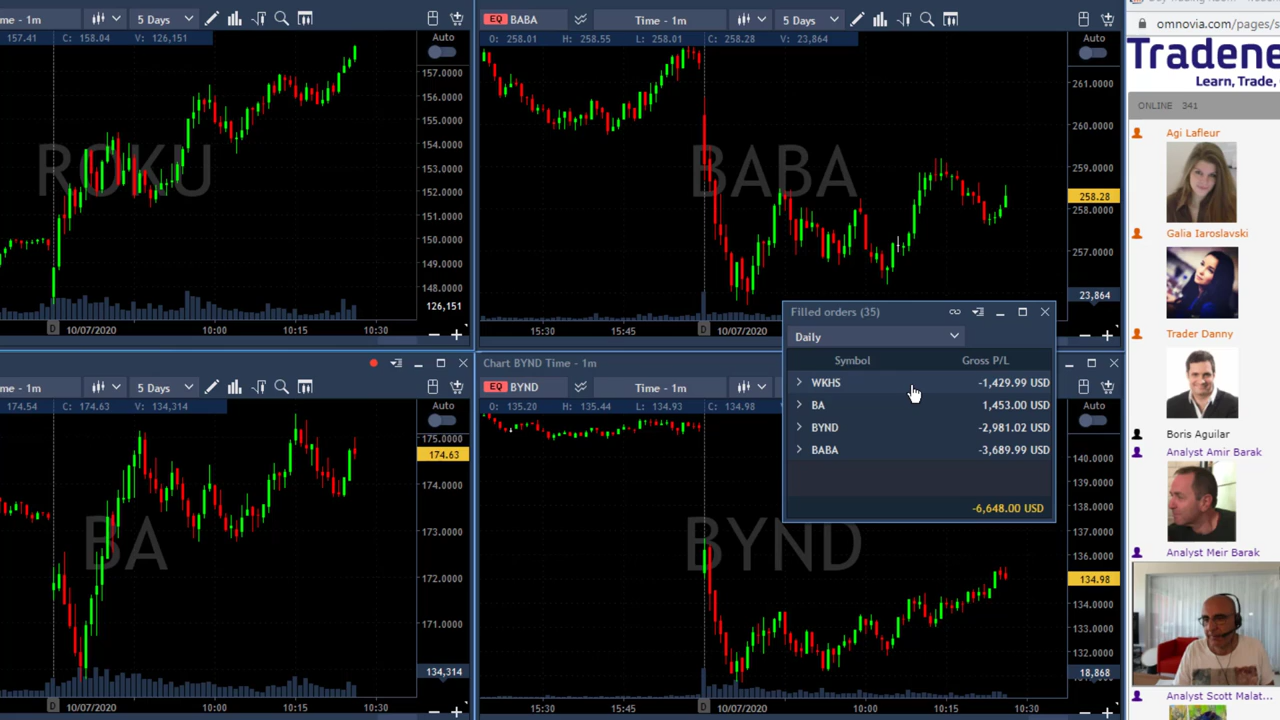 e - 1m
5 Days
157.41 C: 158.04 V: 126,151
Auto
157.0000
156.0000
155.0000
154.0000
153.0000
152.0000
151.0000
150.0000
149.0000
148.0000
126,151
ROKU
D 10/07/2020 10:00 10:15 10:30
EQ BABA
Time - 1m
5 Days
O: 258.01 H: 258.55 L: 258.01 C: 258.28 V: 23,864
Auto
261.0000
260.0000
259.0000
258.28
258.0000
257.0000
23,864
BABA
15:30 15:45 D 10/07/2020
Filled orders (35)
Daily
Symbol Gross P/L
WKHS -1,429.99 USD
BA 1,453.00 USD
BYND -2,981.02 USD
BABA -3,689.99 USD
-6,648.00 USD
e - 1m
5 Days
174.54 C: 174.63 V: 134,314
Auto
175.0000
174.63
174.0000
173.0000
172.0000
171.0000
134,314
BA
D 10/07/2020 10:00 10:15 10:30
Chart BYND Time - 1m
EQ BYND
Time - 1m
O: 135.20 H: 135.44 L: 134.93 C: 134.98
Auto
140.0000
139.0000
138.0000
137.0000
136.0000
134.98
134.0000
133.0000
132.0000
18,868
BYND
15:30 15:45 D 10/07/2020 10:00 10:15 10:30
omnovia.com/pages/s
Tradene
Learn, Trade,
ONLINE 341
Agi Lafleur
Galia Iaroslavski
Trader Danny
Boris Aguilar
Analyst Amir Barak
Analyst Meir Barak
Analyst Scott Malat...